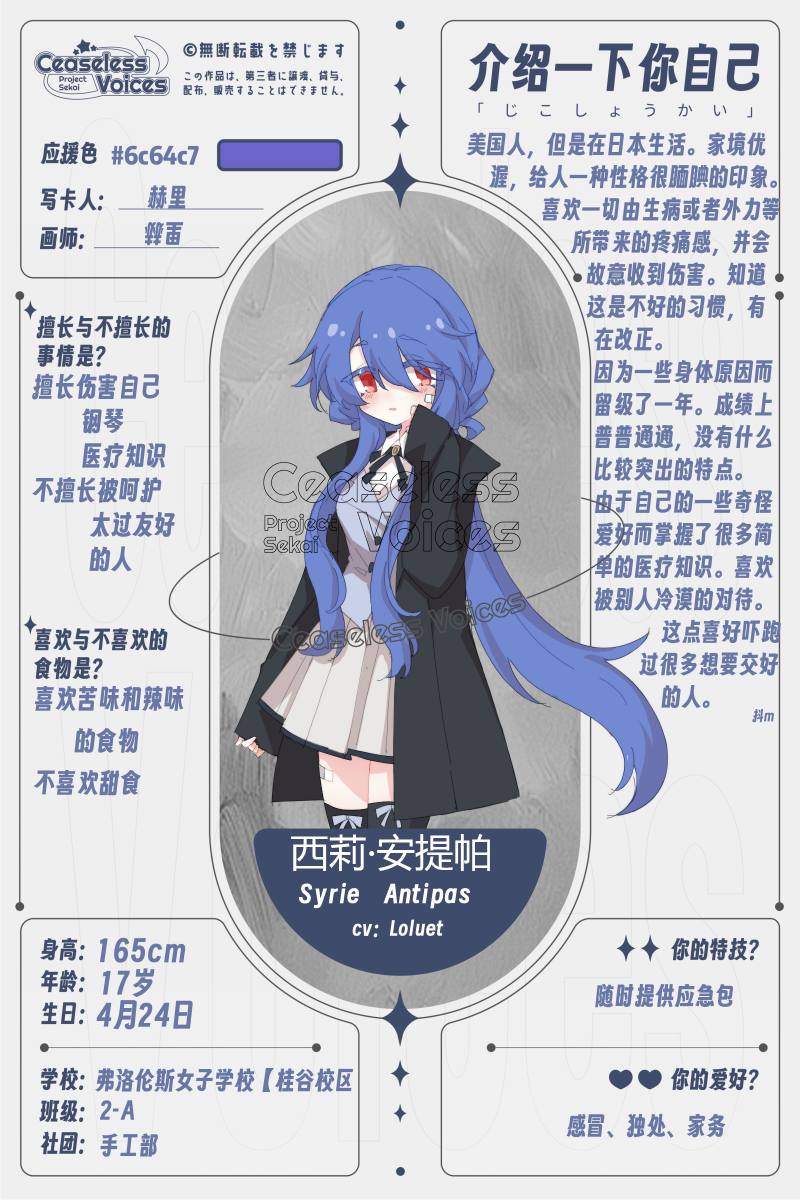 Ceaseless
Project
Sekai
Voices
©無断転載を禁じます
この作品は、第三者に譲渡、貸与、
配布、販売することはできません。
应援色 #6c64c7
写卡人: 赫里
画师:
介绍一下你自己
「じこしょうかい」
美国人，但是在日本生活。家境优
渥，给人一种性格很腼腆的印象。
喜欢一切由生病或者外力等
所带来的疼痛感，并会
故意收到伤害。知道
这是不好的习惯，有
在改正。
因为一些身体原因而
留级了一年。成绩上
普普通通，没有什么
比较突出的特点。
由于自己的一些奇怪
爱好而掌握了很多简
单的医疗知识。喜欢
被别人冷漠的对待。
这点喜好吓跑
过很多想要交好
的人。
抖m
擅长与不擅长的
事情是?
擅长伤害自己
钢琴
医疗知识
不擅长被呵护
太过友好
的人
喜欢与不喜欢的
食物是?
喜欢苦味和辣味
的食物
不喜欢甜食
Ceaseless
Project
Sekai
Voices
Ceaseless Voices
西莉·安提帕
Syrie Antipas
cv: Loluet
身高: 165cm
年龄: 17岁
生日: 4月24日
学校: 弗洛伦斯女子学校【桂谷校区
班级: 2-A
社团: 手工部
你的特技?
随时提供应急包
你的爱好?
感冒、独处、家务